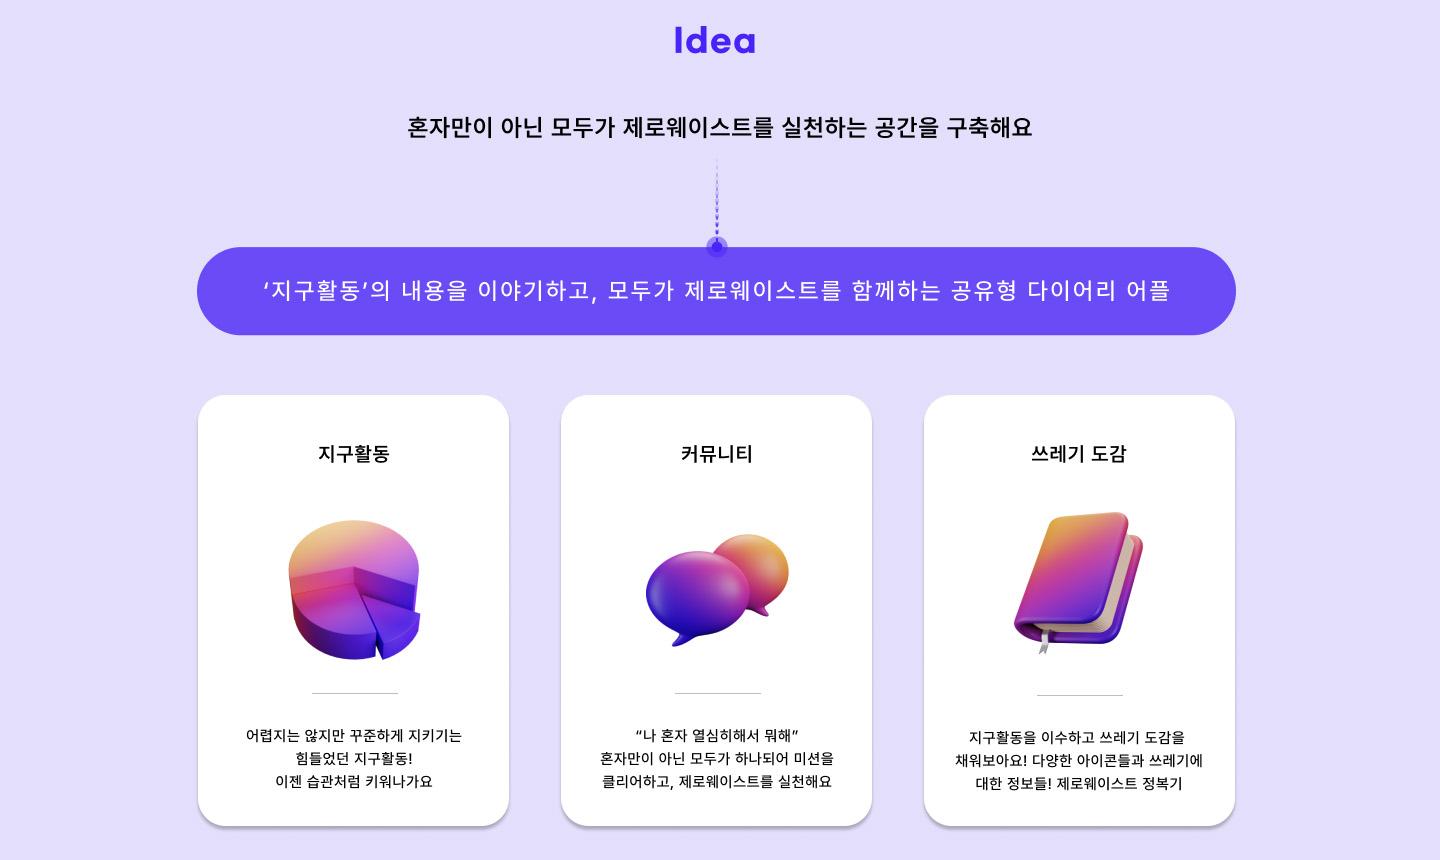 Idea
혼자만이 아닌 모두가 제로웨이스트를 실천하는 공간을 구축해요
‘지구활동’의 내용을 이야기하고, 모두가 제로웨이스트를 함께하는 공유형 다이어리 어플
지구활동
어렵지는 않지만 꾸준하게 지키기는
힘들었던 지구활동!
이젠 습관처럼 키워나가요
커뮤니티
“나 혼자 열심히해서 뭐해”
혼자만이 아닌 모두가 하나되어 미션을
클리어하고, 제로웨이스트를 실천해요
쓰레기 도감
지구활동을 이수하고 쓰레기 도감을
채워보아요! 다양한 아이콘들과 쓰레기에
대한 정보들! 제로웨이스트 정복기